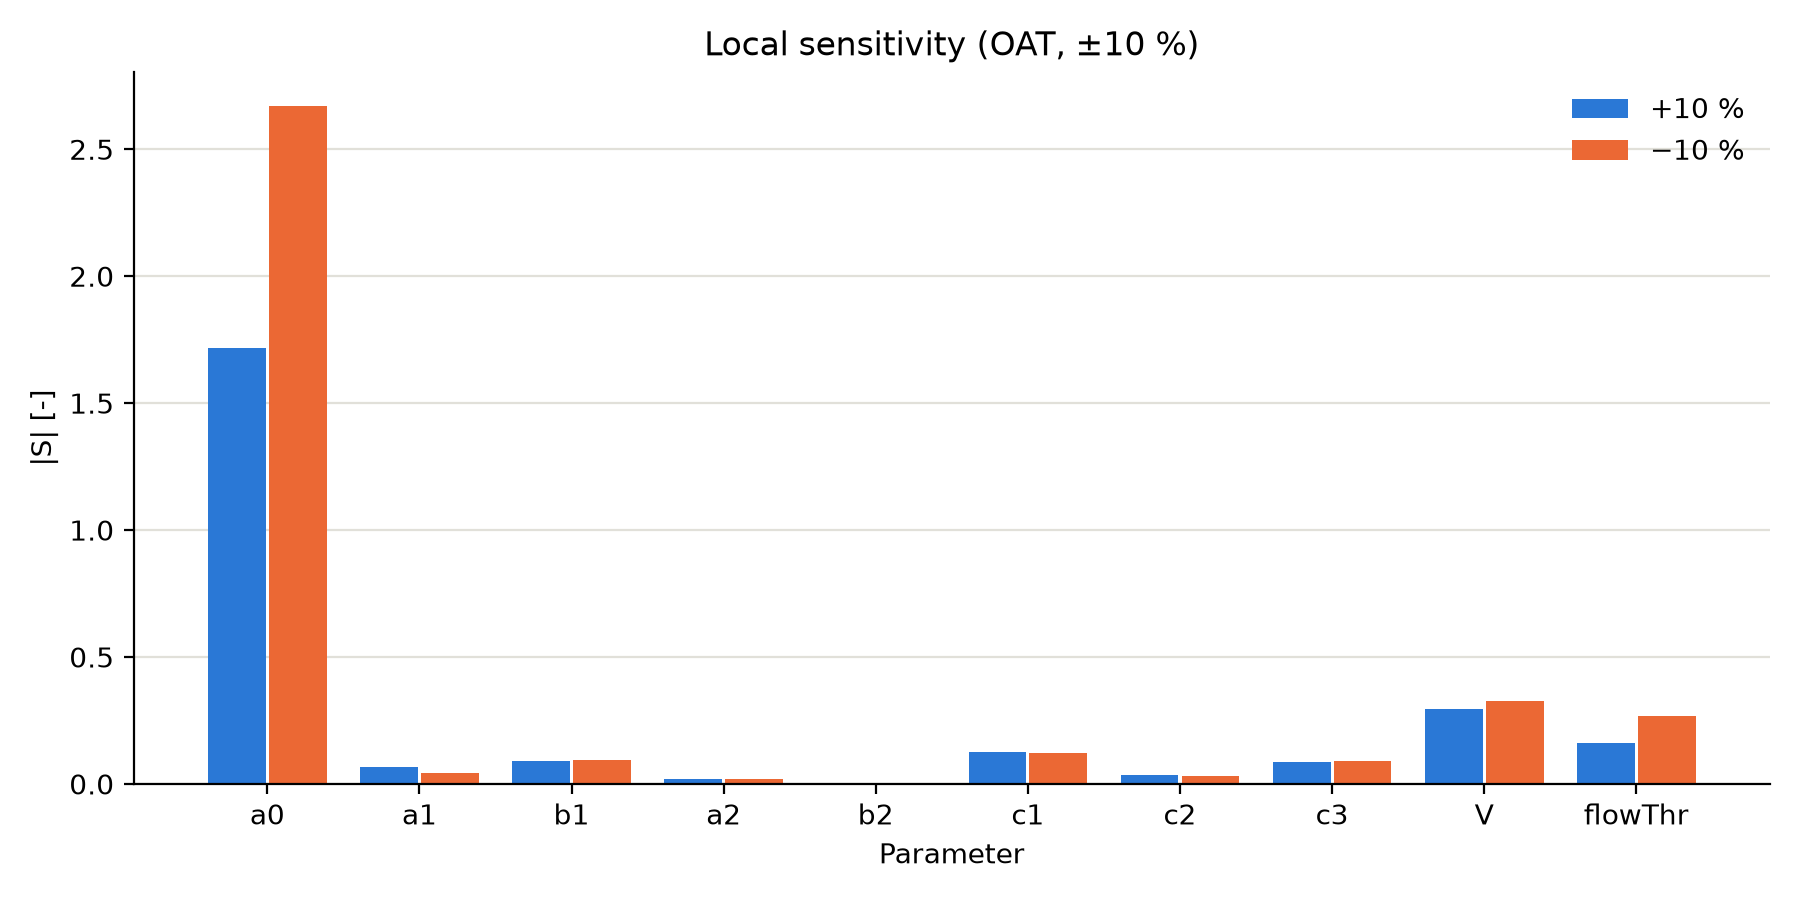 Local sensitivity (OAT, ±10 %)
+10 %
−10 %
|S| [-]
2.5
2.0
1.5
1.0
0.5
0.0
a0 a1 b1 a2 b2 c1 c2 c3 V flowThr
Parameter